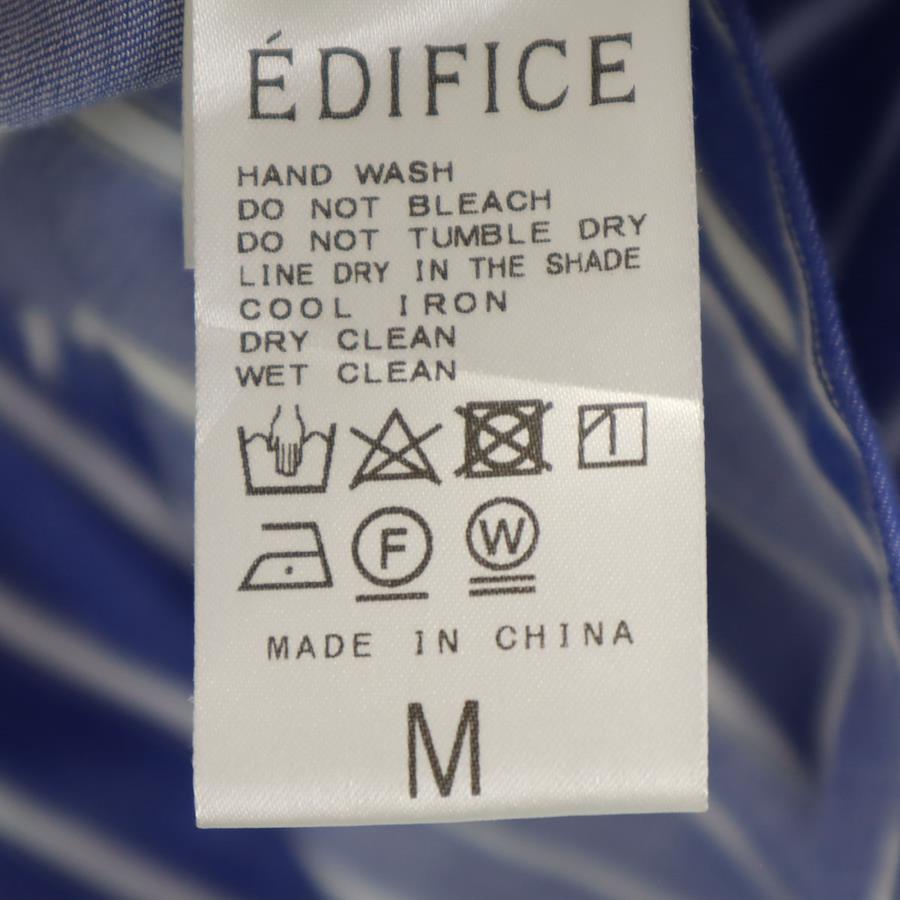 ÉDIFICE
HAND WASH
DO NOT BLEACH
DO NOT TUMBLE DRY
LINE DRY IN THE SHADE
COOL IRON
DRY CLEAN
WET CLEAN
F W
MADE IN CHINA
M